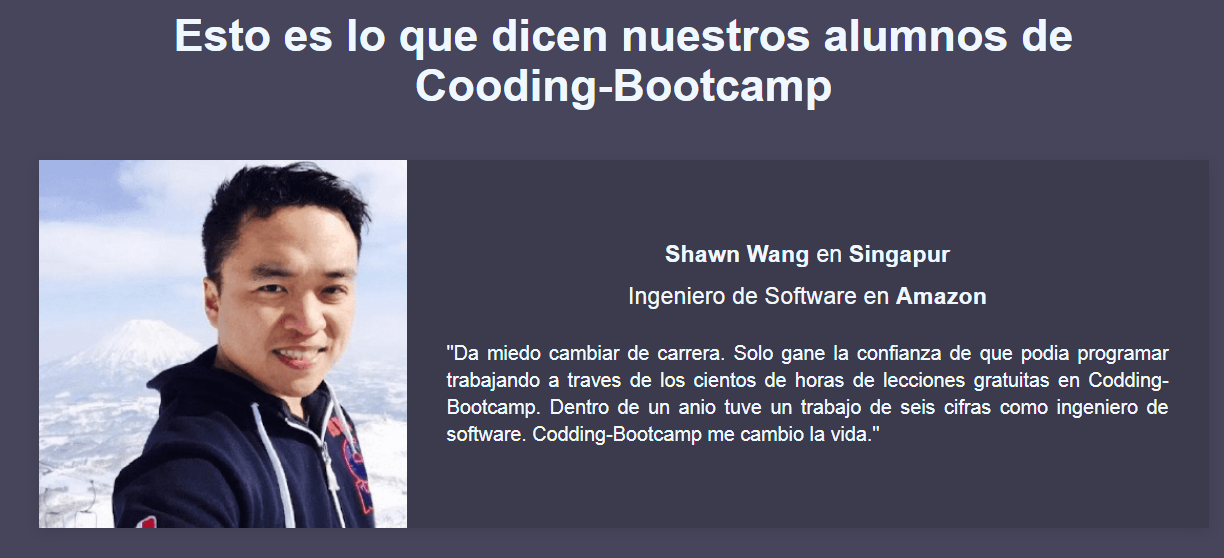 Esto es lo que dicen nuestros alumnos de
Cooding-Bootcamp
Shawn Wang en Singapur
Ingeniero de Software en Amazon
"Da miedo cambiar de carrera. Solo gane la confianza de que podia programar
trabajando a traves de los cientos de horas de lecciones gratuitas en Codding-
Bootcamp. Dentro de un anio tuve un trabajo de seis cifras como ingeniero de
software. Codding-Bootcamp me cambio la vida."